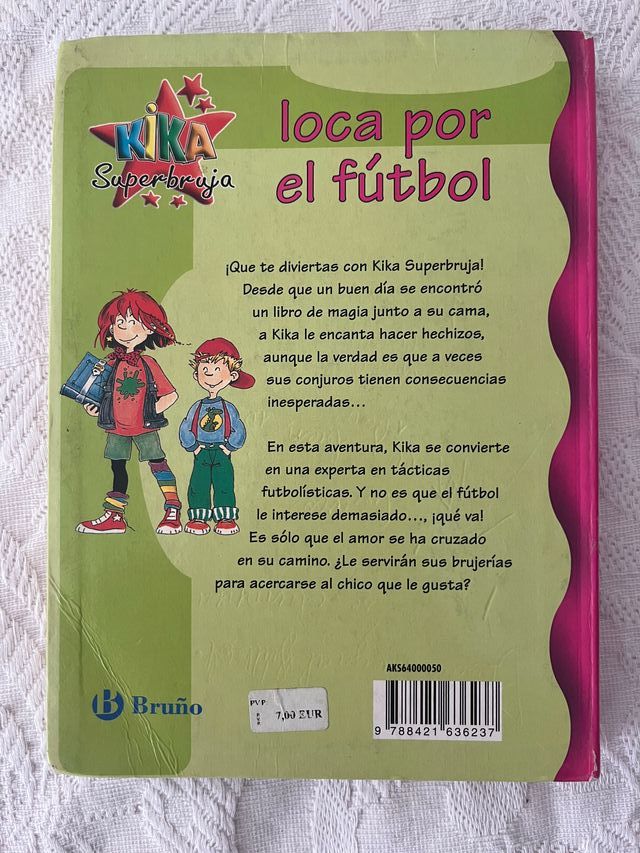 KIKA
Superbruja
loca por
el fútbol
¡Que te diviertas con Kika Superbruja!
Desde que un buen día se encontró
un libro de magia junto a su cama,
a Kika le encanta hacer hechizos,
aunque la verdad es que a veces
sus conjuros tienen consecuencias
inesperadas...
En esta aventura, Kika se convierte
en una experta en tácticas
futbolísticas. Y no es que el fútbol
le interese demasiado..., ¡qué va!
Es sólo que el amor se ha cruzado
en su camino. ¿Le servirán sus brujerías
para acercarse al chico que le gusta?
AKS64000050
Bruño
PVP
7,00 EUR
9 788421 636237